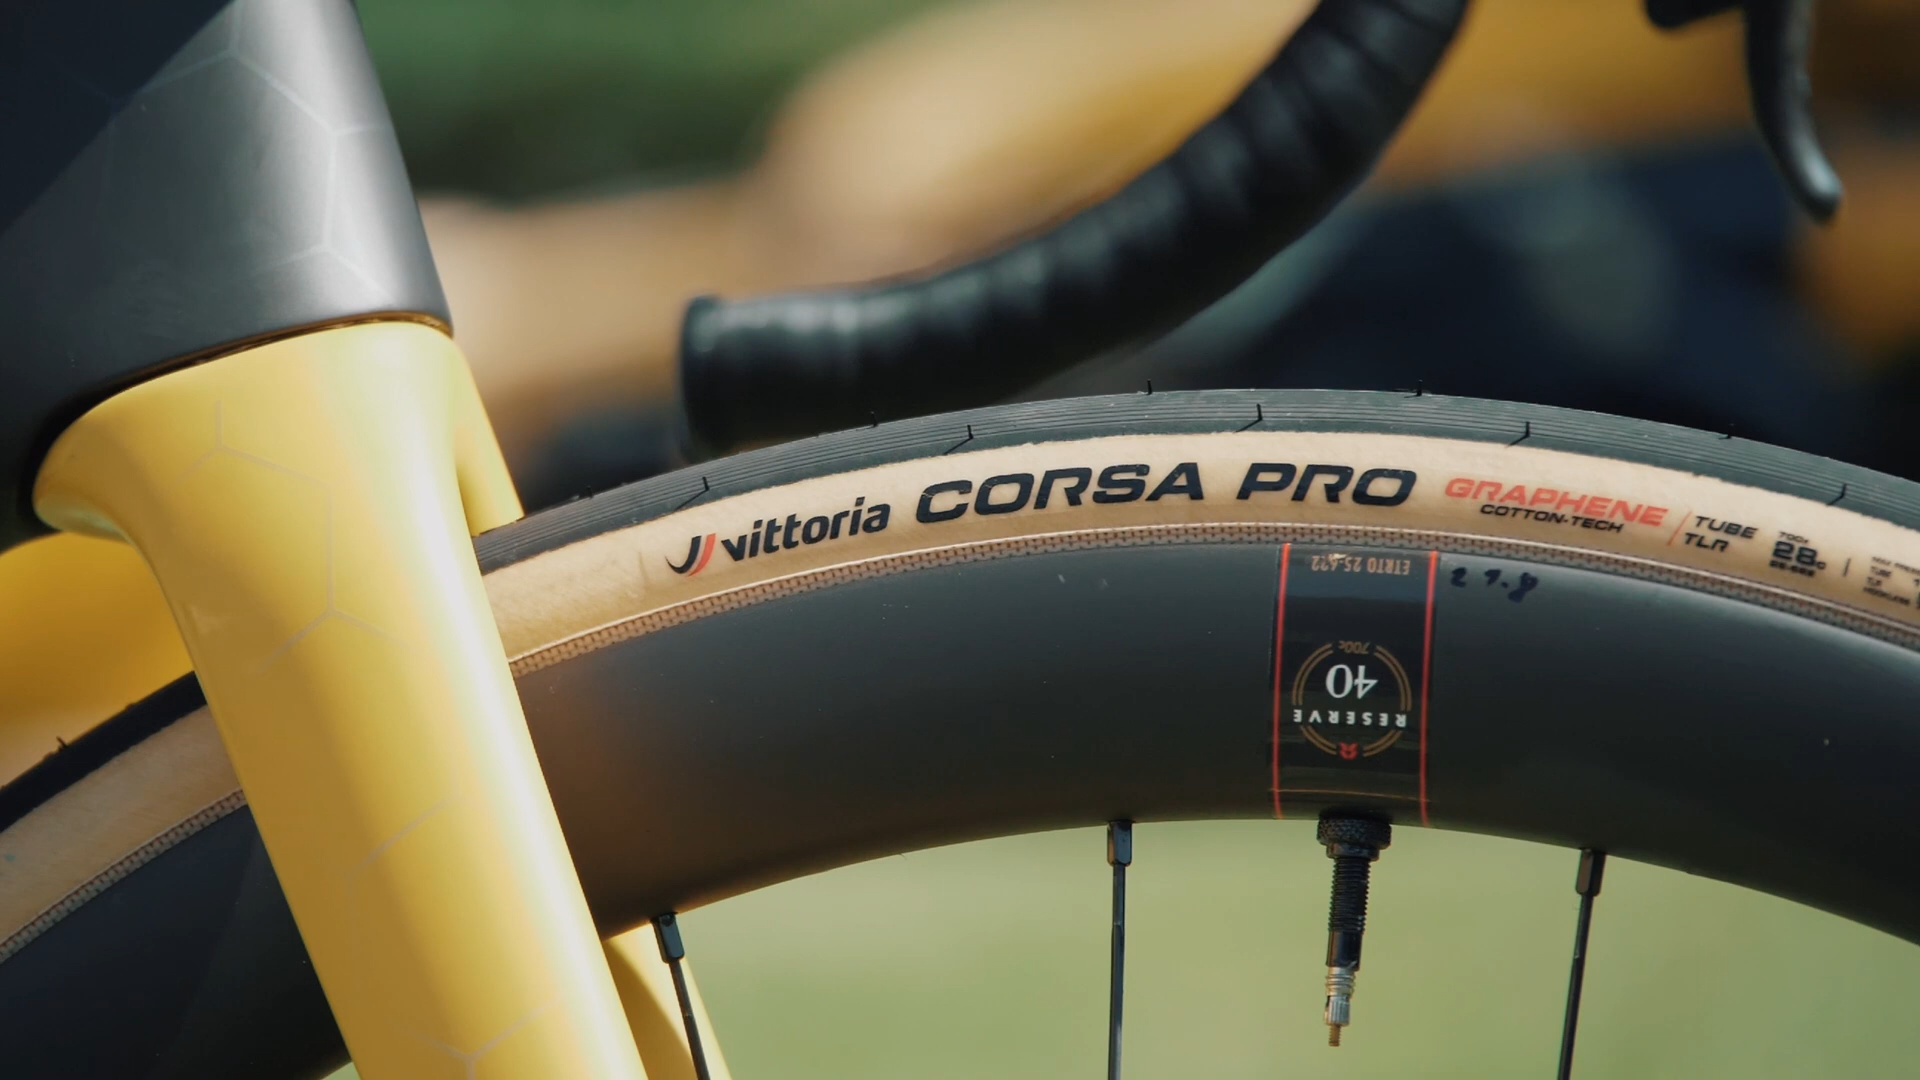 vittoria CORSA PRO
GRAPHENE
COTTON-TECH
TUBE
TLR
700x
28c
ETRTO 25-622
700c
40
RESERVE